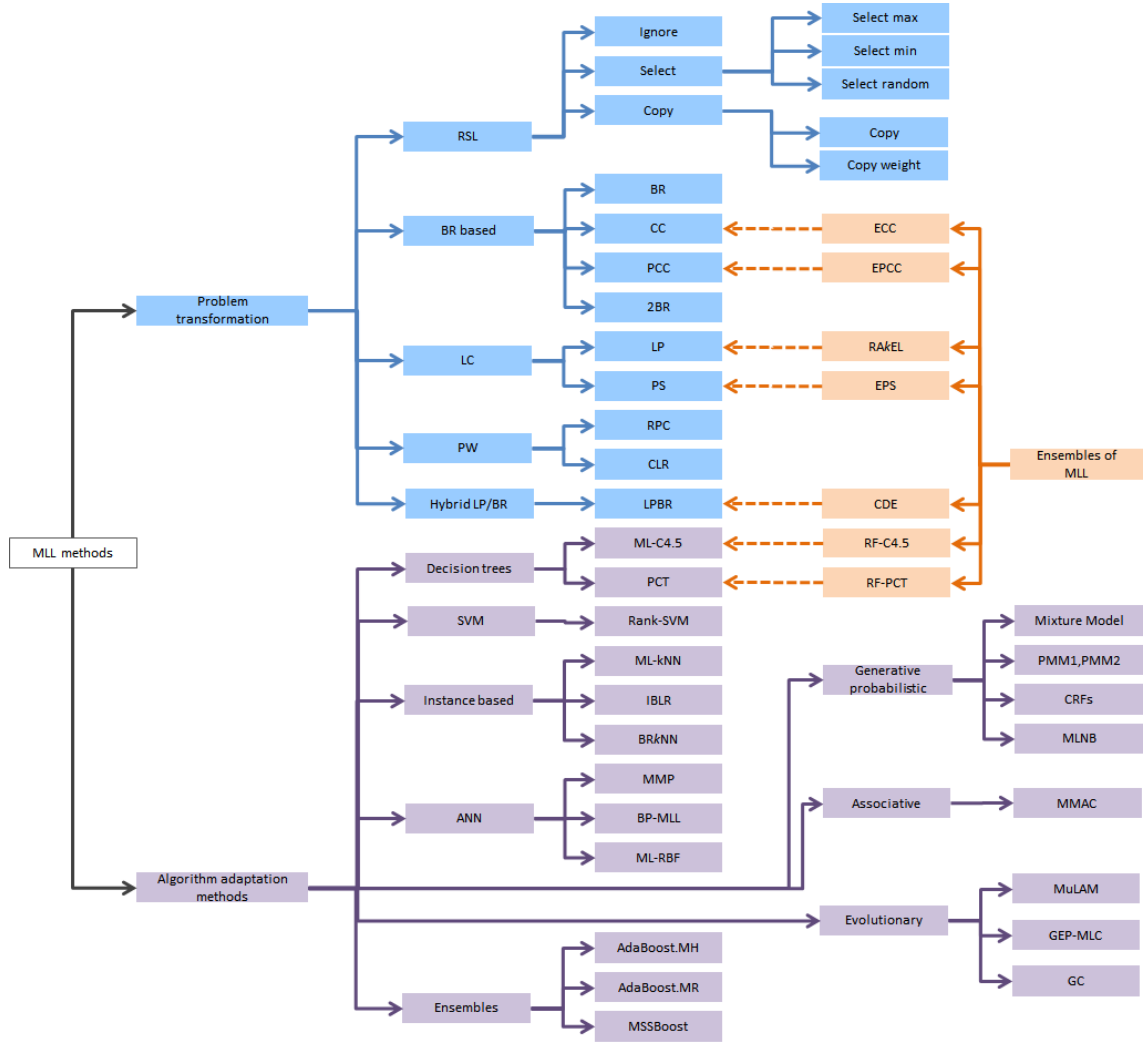 Select max
Ignore
Select min
Select
Select random
Copy
RSL
Copy
Copy weight
BR
BR based
CC
ECC
PCC
EPCC
Problem
transformation
2BR
LC
LP
RAkEL
PS
EPS
RPC
PW
CLR
Ensembles of
MLL
Hybrid LP/BR
LPBR
CDE
MLL methods
ML-C4.5
RF-C4.5
Decision trees
PCT
RF-PCT
SVM
Rank-SVM
Mixture Model
ML-kNN
PMM1,PMM2
Generative
probabilistic
Instance based
IBLR
CRFs
BRkNN
MLNB
MMP
Associative
MMAC
ANN
BP-MLL
ML-RBF
Algorithm adaptation
methods
MuLAM
Evolutionary
GEP-MLC
AdaBoost.MH
GC
AdaBoost.MR
Ensembles
MSSBoost